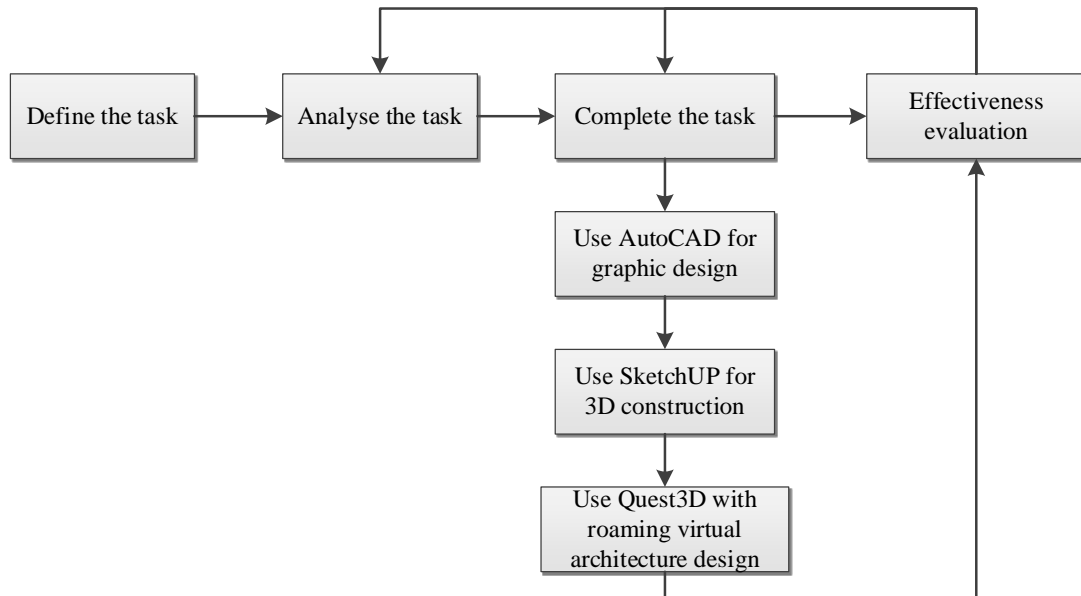 Define the task
Analyse the task
Complete the task
Effectiveness
evaluation
Use AutoCAD for
graphic design
Use SketchUP for
3D construction
Use Quest3D with
roaming virtual
architecture design